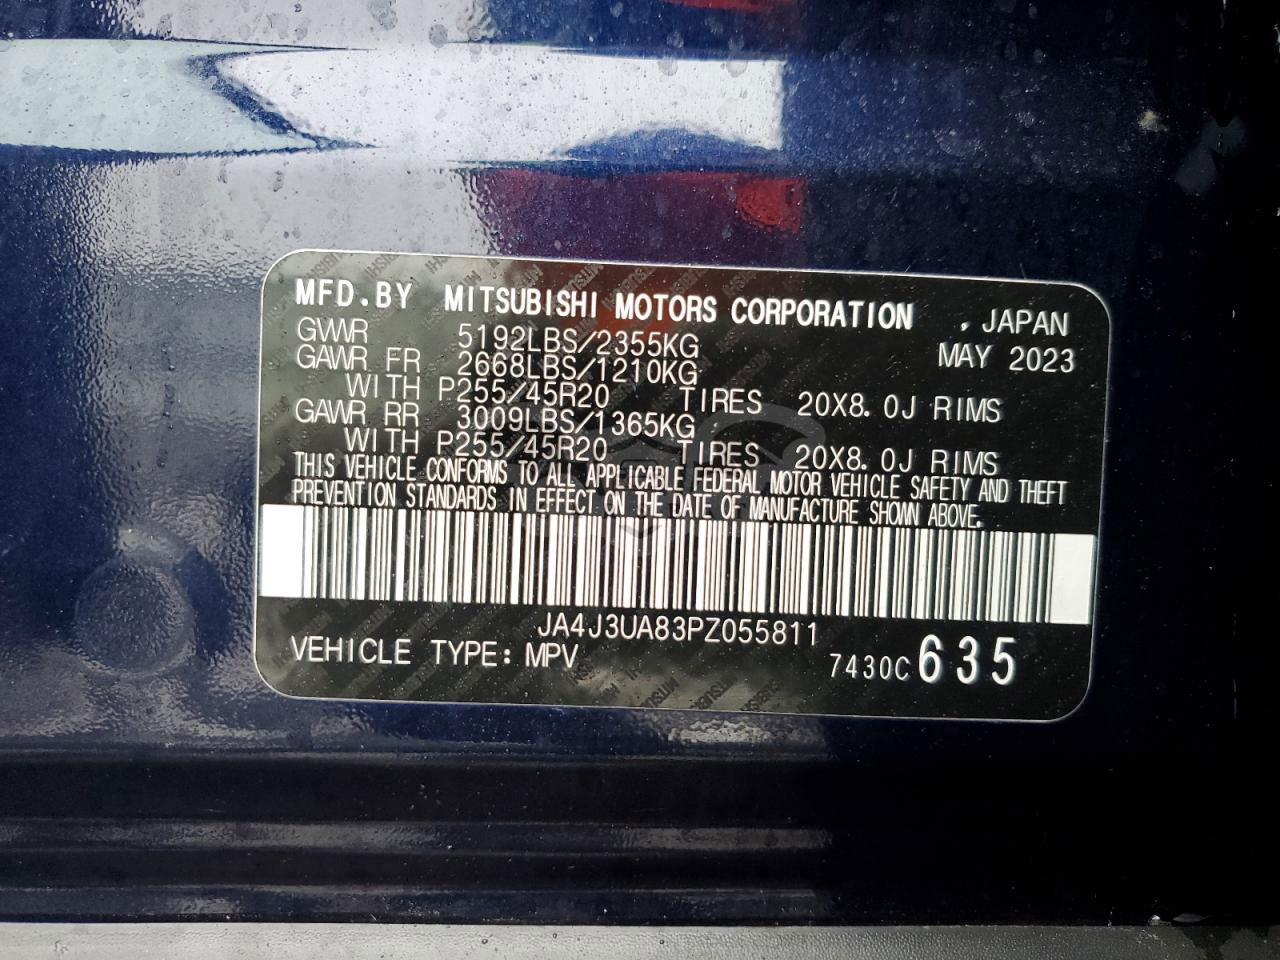 MFD.BY MITSUBISHI MOTORS CORPORATION , JAPAN
GVWR 5192LBS/2355KG MAY 2023
GAWR FR 2668LBS/1210KG
WITH P255/45R20 TIRES 20X8.0J RIMS
GAWR RR 3009LBS/1365KG
WITH P255/45R20 TIRES 20X8.0J RIMS
THIS VEHICLE CONFORMS TO ALL APPLICABLE FEDERAL MOTOR VEHICLE SAFETY AND THEFT
PREVENTION STANDARDS IN EFFECT ON THE DATE OF MANUFACTURE SHOWN ABOVE.
JA4J3UA83PZ055811
VEHICLE TYPE: MPV 7430C 635